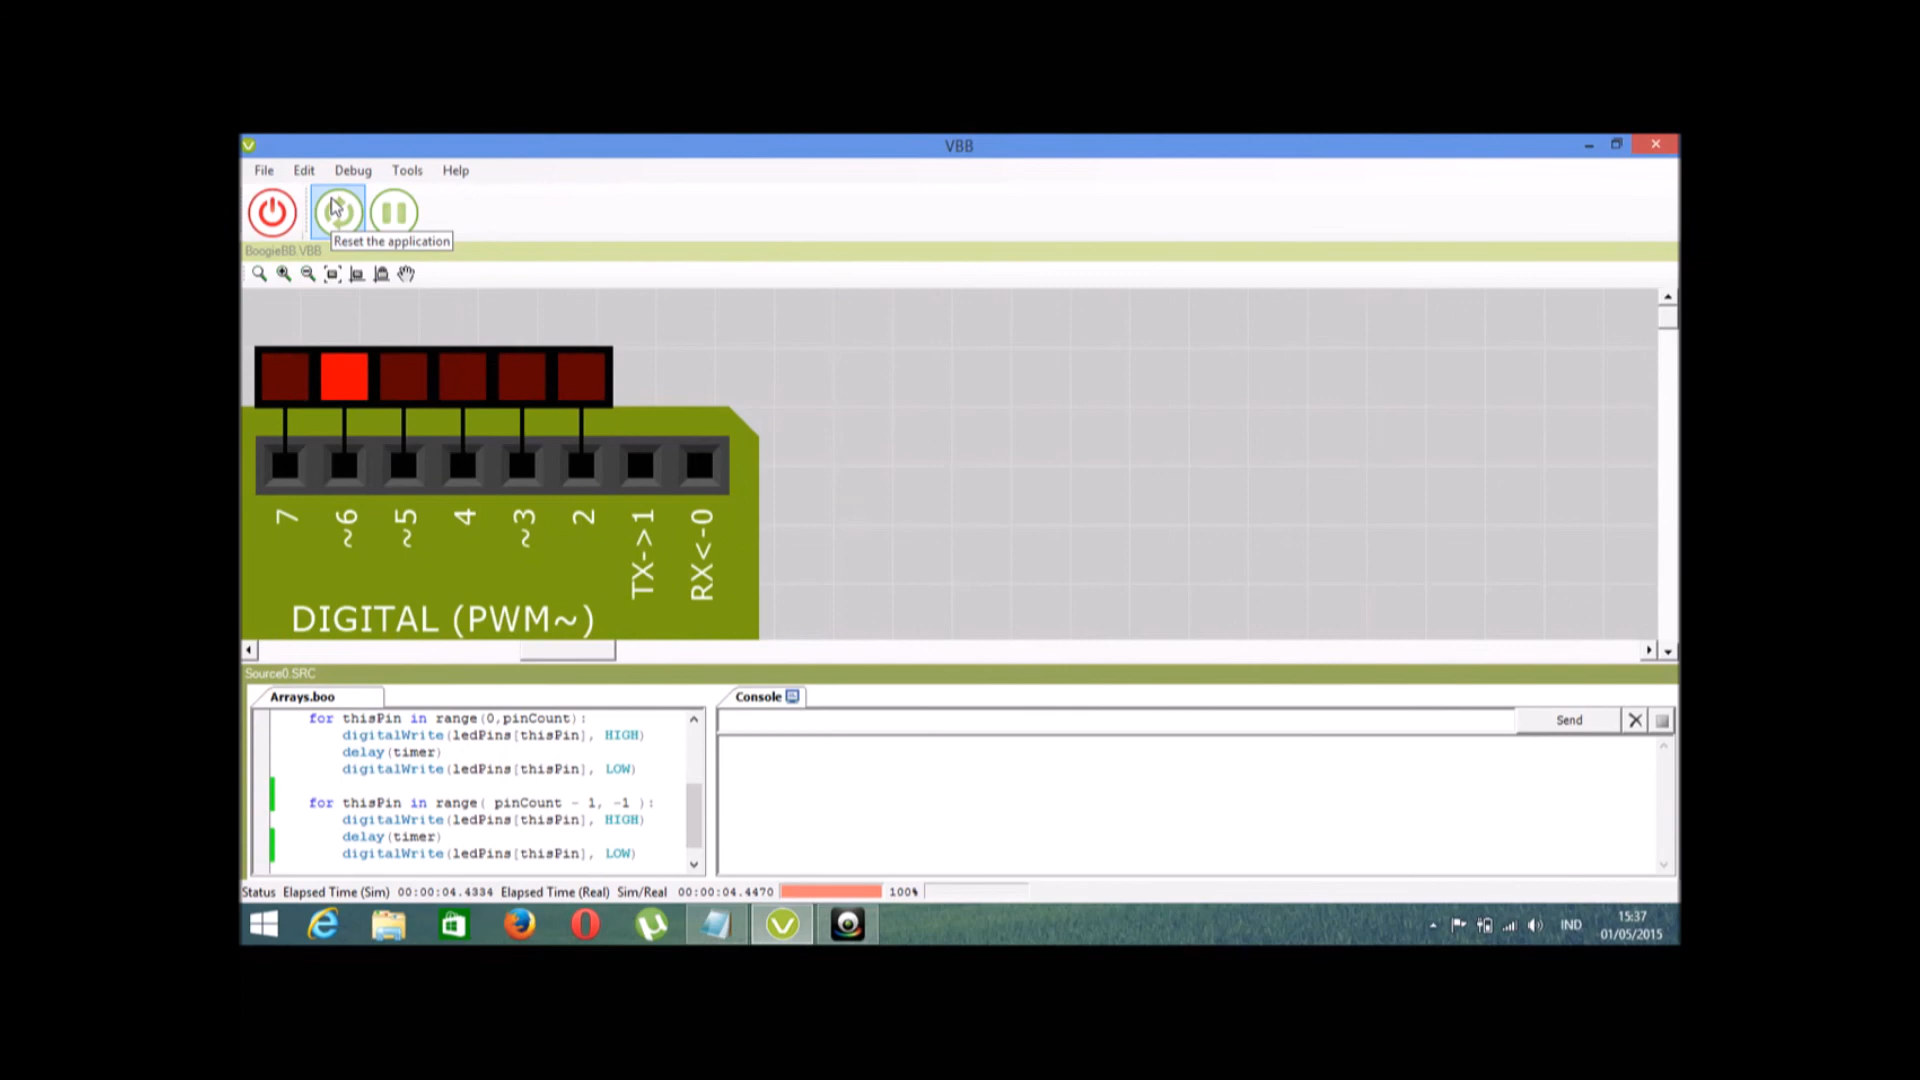 VBB
File Edit Debug Tools Help
Reset the application
BoogieBB.VBB
7 ~6 ~5 4 ~3 2 TX->1 RX<-0
DIGITAL (PWM~)
Source0.SRC
Arrays.boo
Console
for thisPin in range(0,pinCount):
digitalWrite(ledPins[thisPin], HIGH)
delay(timer)
digitalWrite(ledPins[thisPin], LOW)
for thisPin in range( pinCount - 1, -1 ):
digitalWrite(ledPins[thisPin], HIGH)
delay(timer)
digitalWrite(ledPins[thisPin], LOW)
Send
Status Elapsed Time (Sim) 00:00:04.4334 Elapsed Time (Real) Sim/Real 00:00:04.4470 100%
IND
15:37
01/05/2015